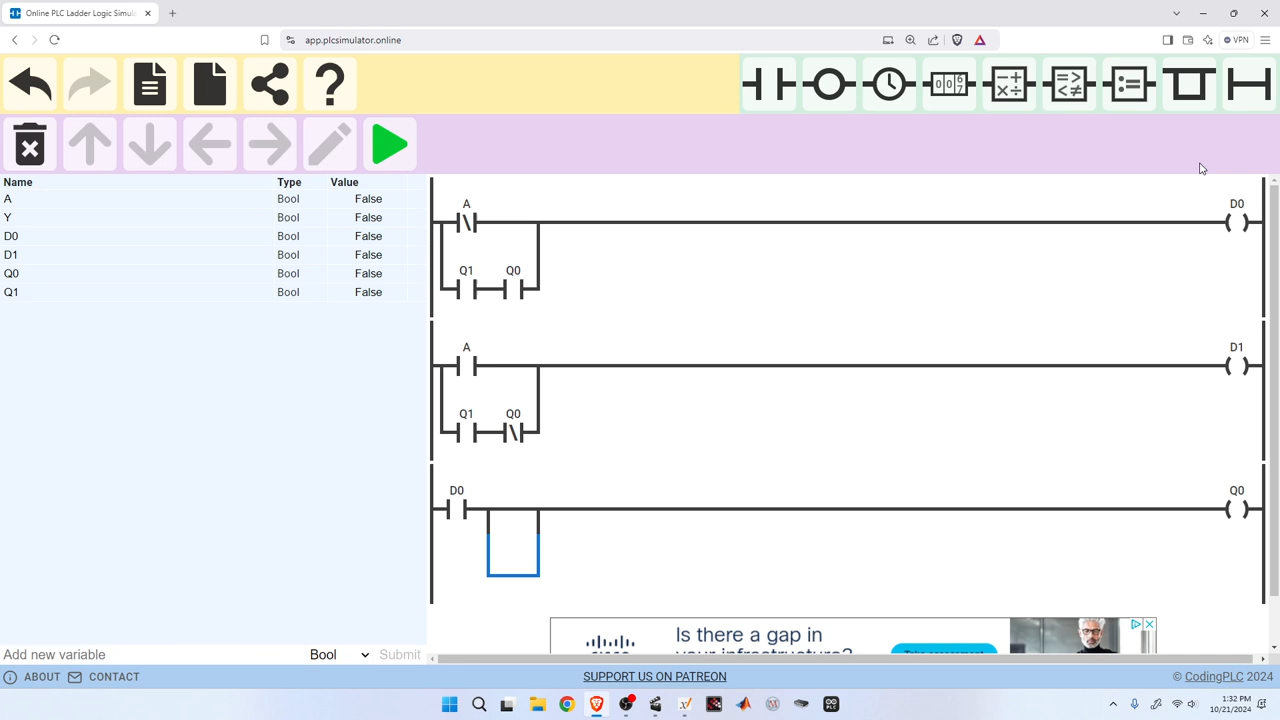 Online PLC Ladder Logic Simul
app.plcsimulator.online
VPN
Name Type Value
A Bool False
Y Bool False
D0 Bool False
D1 Bool False
Q0 Bool False
Q1 Bool False
A D0
Q1 Q0
A D1
Q1 Q0
D0 Q0
Is there a gap in
your infrastructure?
Add new variable Bool Submit
ABOUT CONTACT SUPPORT US ON PATREON © CodingPLC 2024
1:32 PM
10/21/2024